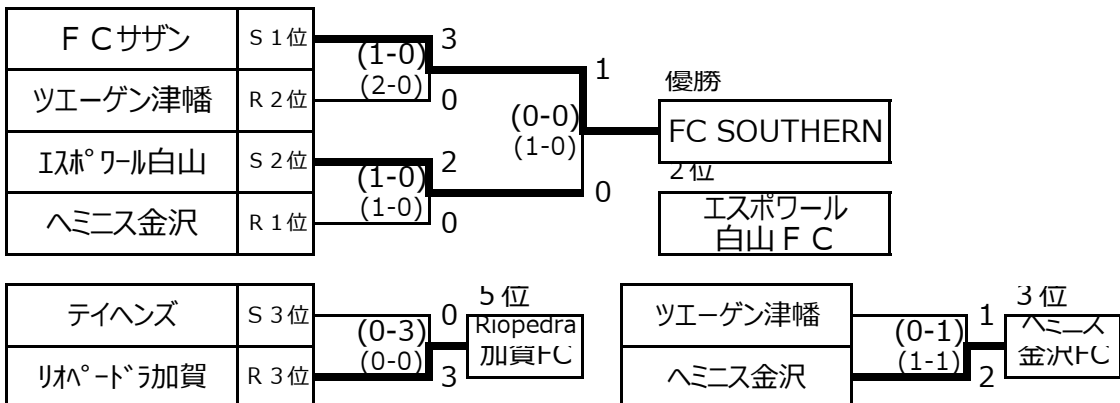 ＦＣサザン Ｓ１位 3
(1-0)
(2-0)
ツエーゲン津幡 Ｒ２位 0
1
優勝
(0-0)
(1-0)
FC SOUTHERN
ｴｽﾎﾟﾜｰﾙ白山 Ｓ２位 2
(1-0)
(1-0)
ヘミニス金沢 Ｒ１位 0
0
２位
エスポワール
白山ＦＣ
テイヘンズ Ｓ３位 0
(0-3)
(0-0)
ﾘｵﾍﾟｰﾄﾞﾗ加賀 Ｒ３位 3
５位
Riopedra
加賀FC
ツエーゲン津幡 1
(0-1)
(1-1)
ヘミニス金沢 2
３位
ヘミニス
金沢FC